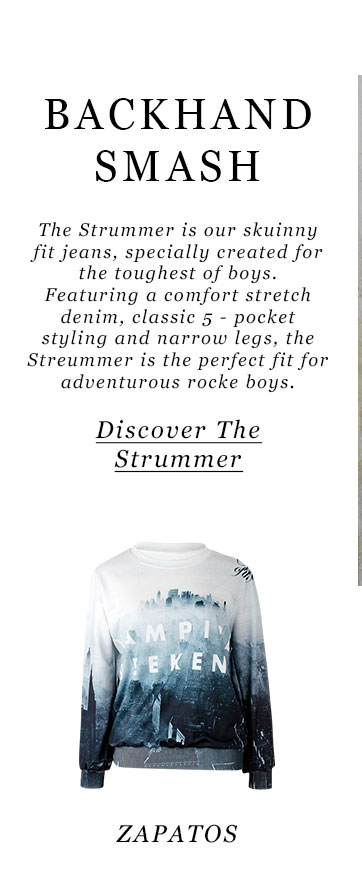 BACKHAND
SMASH
The Strummer is our skuinny
fit jeans, specially created for
the toughest of boys.
Featuring a comfort stretch
denim, classic 5 - pocket
styling and narrow legs, the
Streummer is the perfect fit for
adventurous rocke boys.
Discover The
Strummer
ZAPATOS